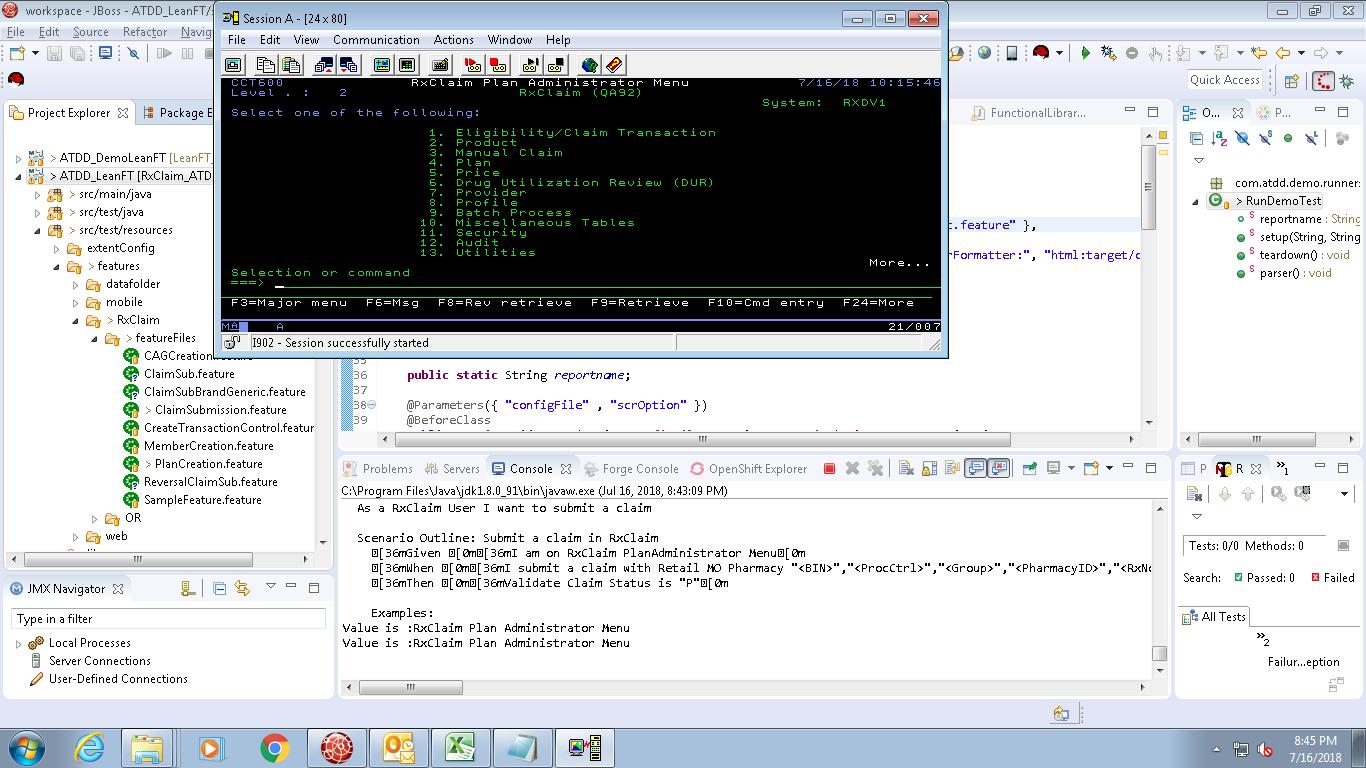 workspace - JBoss - ATDD_LeanFT/
File Edit Source Refactor Navig
Quick Access
Session A - [24 x 80]
File Edit View Communication Actions Window Help
CCT600 RxClaim Plan Administrator Menu 7/16/18 10:15:46
Level . : 2 RxClaim (QA92)
System: RXDV1
Select one of the following:
1. Eligibility/Claim Transaction
2. Product
3. Manual Claim
4. Plan
5. Price
6. Drug Utilization Review (DUR)
7. Provider
8. Profile
9. Batch Process
10. Miscellaneous Tables
11. Security
12. Audit
13. Utilities
More...
Selection or command
===>
F3=Major menu F6=Msg F8=Rev retrieve F9=Retrieve F10=Cmd entry F24=More
MA A 21/007
I902 - Session successfully started
Project Explorer Package E
> ATDD_DemoLeanFT [LeanFT_
> ATDD_LeanFT [RxClaim_ATD
> src/main/java
> src/test/java
> src/test/resources
extentConfig
> features
datafolder
mobile
> RxClaim
> featureFiles
CAGCreation.feature
ClaimSub.feature
ClaimSubBrandGeneric.feature
> ClaimSubmission.feature
CreateTransactionControl.featur
MemberCreation.feature
> PlanCreation.feature
ReversalClaimSub.feature
SampleFeature.feature
OR
web
FunctionalLibrar...
t.feature" },
rFormatter:", "html:target/c
35
36 public static String reportname;
37
38 @Parameters({ "configFile" , "scrOption" })
39 @BeforeClass
O... P...
com.atdd.demo.runner
> RunDemoTest
reportname : String
setup(String, String
teardown() : void
parser() : void
Problems Servers Console Forge Console OpenShift Explorer
C:\Program Files\Java\jdk1.8.0_91\bin\javaw.exe (Jul 16, 2018, 8:43:09 PM)
As a RxClaim User I want to submit a claim
Scenario Outline: Submit a claim in RxClaim
[36mGiven [0m[36mI am on RxClaim PlanAdministrator Menu[0m
[36mWhen [0m[36mI submit a claim with Retail MO Pharmacy "<BIN>","<ProcCtrl>","<Group>","<PharmacyID>","<RxNo
[36mThen [0m[36mValidate Claim Status is "P"[0m
Examples:
Value is :RxClaim Plan Administrator Menu
Value is :RxClaim Plan Administrator Menu
JMX Navigator
Type in a filter
Local Processes
Server Connections
User-Defined Connections
P R »1
Tests: 0/0 Methods: 0
Search: Passed: 0 Failed
All Tests
»2
Failur...eption
8:45 PM
7/16/2018